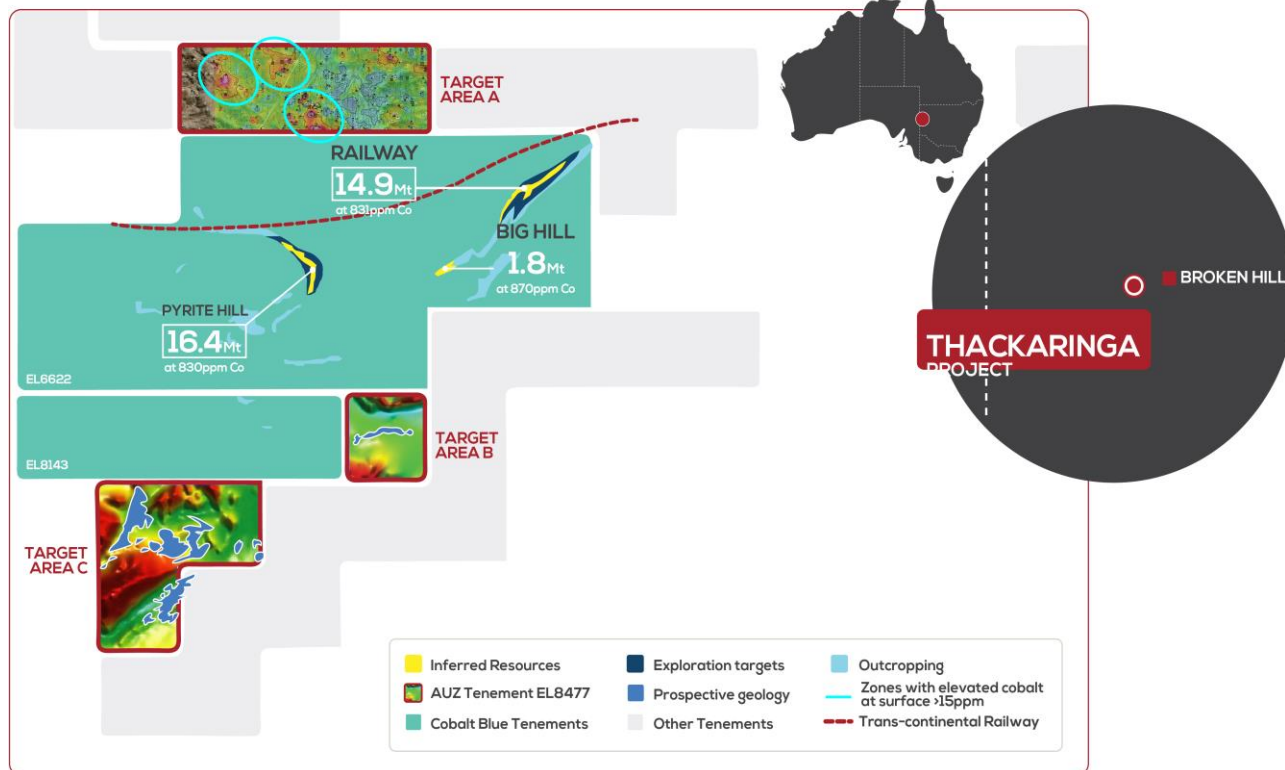 TARGET
AREA A
RAILWAY
14.9Mt
at 831ppm Co
BIG HILL
1.8Mt
at 870ppm Co
PYRITE HILL
16.4Mt
at 830ppm Co
EL6622
EL8143
TARGET
AREA B
TARGET
AREA C
BROKEN HILL
THACKARINGA
PROJECT
Inferred Resources
AUZ Tenement EL8477
Cobalt Blue Tenements
Exploration targets
Prospective geology
Other Tenements
Outcropping
Zones with elevated cobalt
at surface >15ppm
Trans-continental Railway